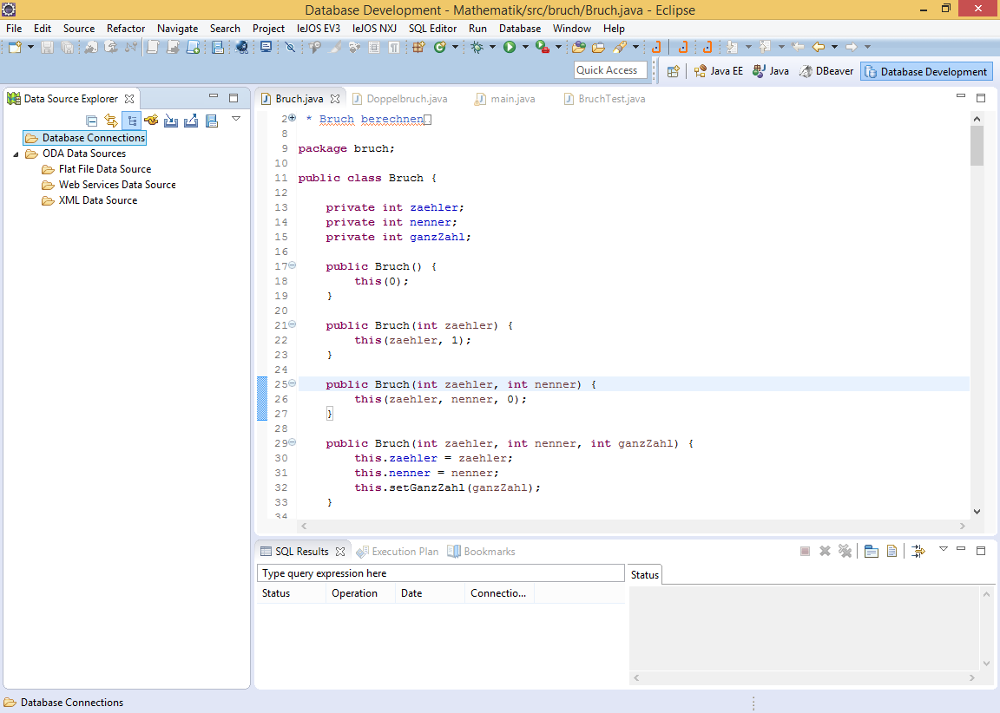 Database Development - Mathematik/src/bruch/Bruch.java - Eclipse
File Edit Source Refactor Navigate Search Project leJOS EV3 leJOS NXJ SQL Editor Run Database Window Help
Quick Access Java EE Java DBeaver Database Development
Data Source Explorer
Database Connections
ODA Data Sources
Flat File Data Source
Web Services Data Source
XML Data Source
Bruch.java Doppelbruch.java main.java BruchTest.java
2 * Bruch berechnen
8
9 package bruch;
10
11 public class Bruch {
12
13 private int zaehler;
14 private int nenner;
15 private int ganzZahl;
16
17 public Bruch() {
18 this(0);
19 }
20
21 public Bruch(int zaehler) {
22 this(zaehler, 1);
23 }
24
25 public Bruch(int zaehler, int nenner) {
26 this(zaehler, nenner, 0);
27 }
28
29 public Bruch(int zaehler, int nenner, int ganzZahl) {
30 this.zaehler = zaehler;
31 this.nenner = nenner;
32 this.setGanzZahl(ganzZahl);
33 }
34
SQL Results Execution Plan Bookmarks
Type query expression here
Status Operation Date Connectio...
Status
Database Connections